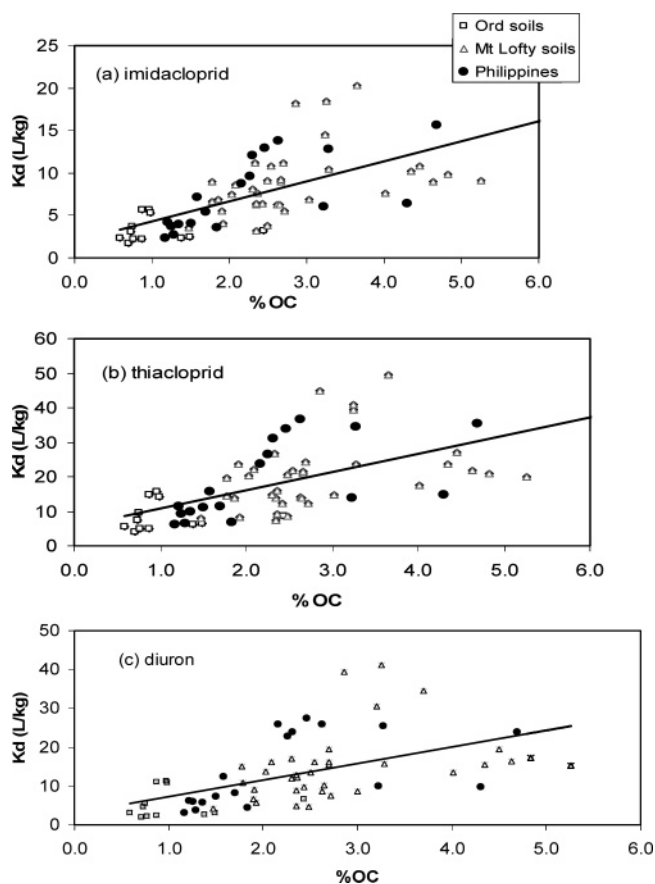 Ord soils
Mt Lofty soils
Philippines
(a) imidacloprid
Kd (L/kg)
25
20
15
10
5
0
0.0 1.0 2.0 3.0 4.0 5.0 6.0
% OC
(b) thiacloprid
Kd (L/kg)
60
50
40
30
20
10
0
0.0 1.0 2.0 3.0 4.0 5.0 6.0
% OC
(c) diuron
Kd (L/kg)
50
40
30
20
10
0
0.0 1.0 2.0 3.0 4.0 5.0 6.0
%OC